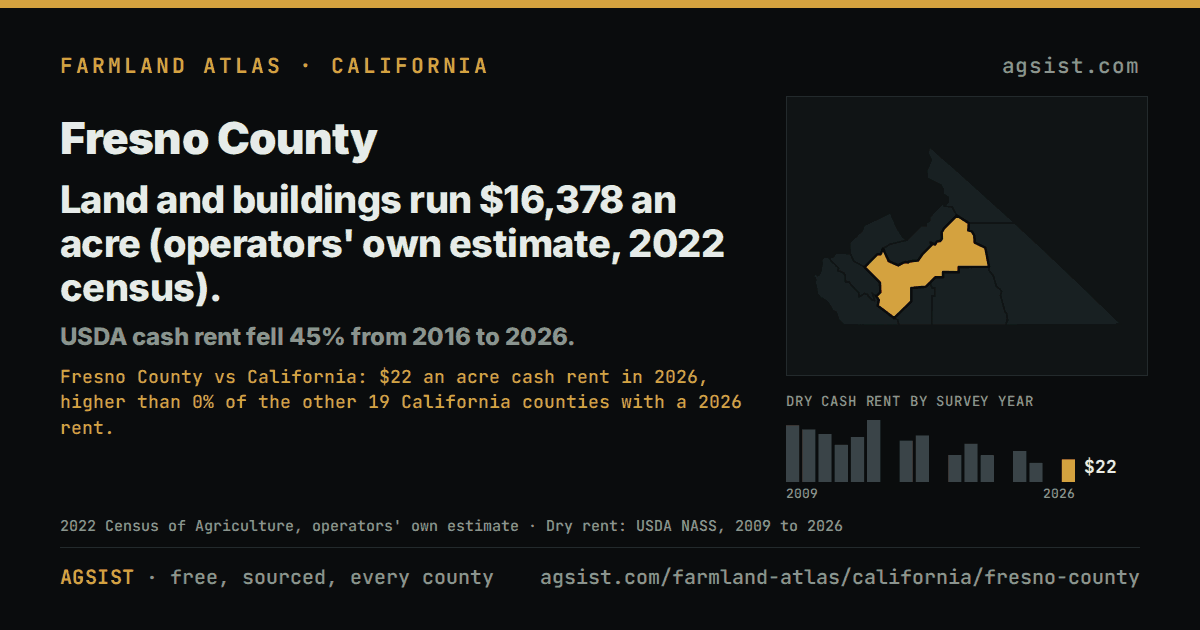 FARMLAND ATLAS · CALIFORNIA
agsist.com
Fresno County
Land and buildings run $16,378 an
acre (operators' own estimate, 2022
census).
USDA cash rent fell 45% from 2016 to 2026.
Fresno County vs California: $22 an acre cash rent in 2026,
higher than 0% of the other 19 California counties with a 2026
rent.
DRY CASH RENT BY SURVEY YEAR
$22
2009
2026
2022 Census of Agriculture, operators' own estimate · Dry rent: USDA NASS, 2009 to 2026
AGSIST · free, sourced, every county
agsist.com/farmland-atlas/california/fresno-county